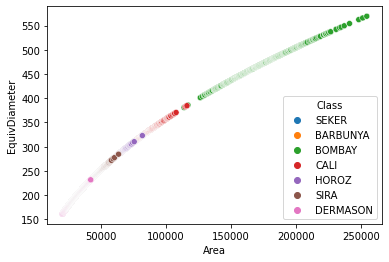 550
500
450
400
350
300
250
200
150
EquivDiameter
50000 100000 150000 200000 250000
Area
Class
SEKER
BARBUNYA
BOMBAY
CALI
HOROZ
SIRA
DERMASON